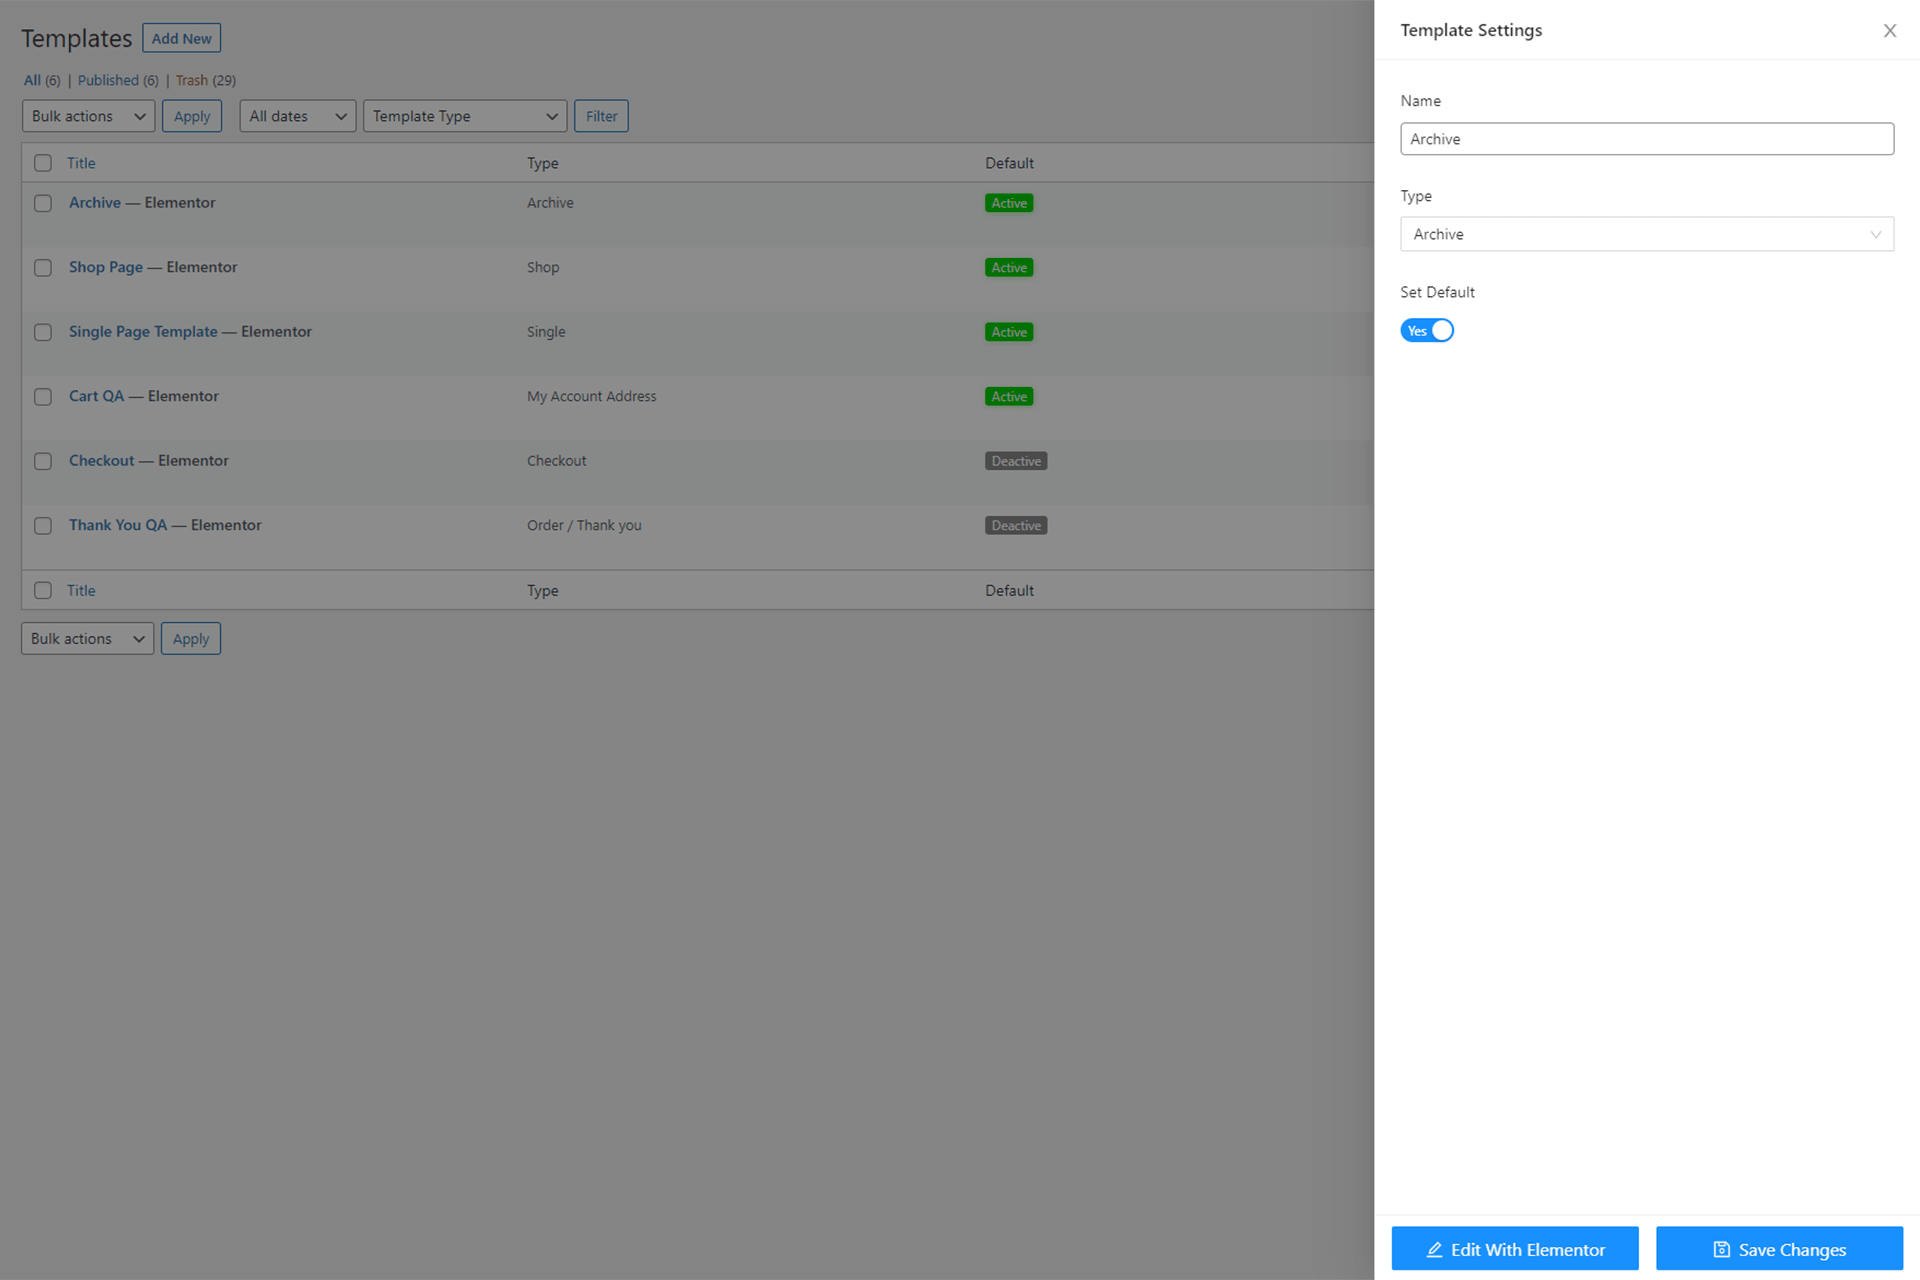 Templates Add New
All (6) | Published (6) | Trash (29)
Bulk actions Apply All dates Template Type Filter
Title Type Default
Archive — Elementor Archive Active
Shop Page — Elementor Shop Active
Single Page Template — Elementor Single Active
Cart QA — Elementor My Account Address Active
Checkout — Elementor Checkout Deactive
Thank You QA — Elementor Order / Thank you Deactive
Title Type Default
Bulk actions Apply
Template Settings
Name
Archive
Type
Archive
Set Default
Yes
Edit With Elementor Save Changes